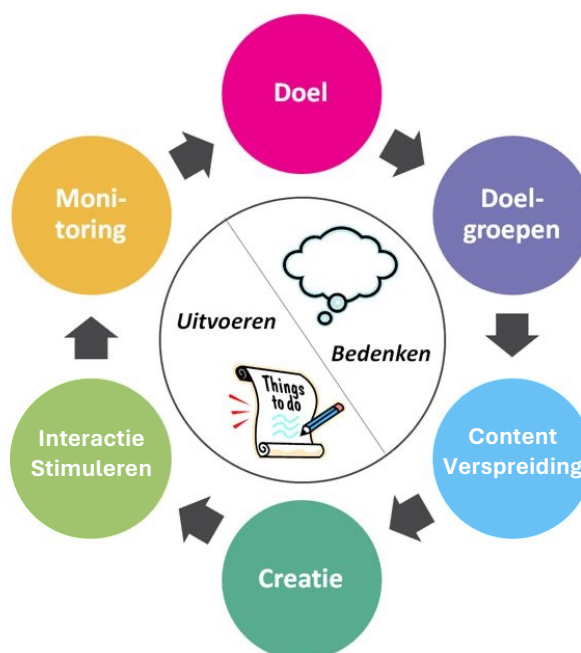 Doel
Doel-
groepen
Content
Verspreiding
Creatie
Interactie
Stimuleren
Moni-
toring
Uitvoeren
Bedenken
Things
to do